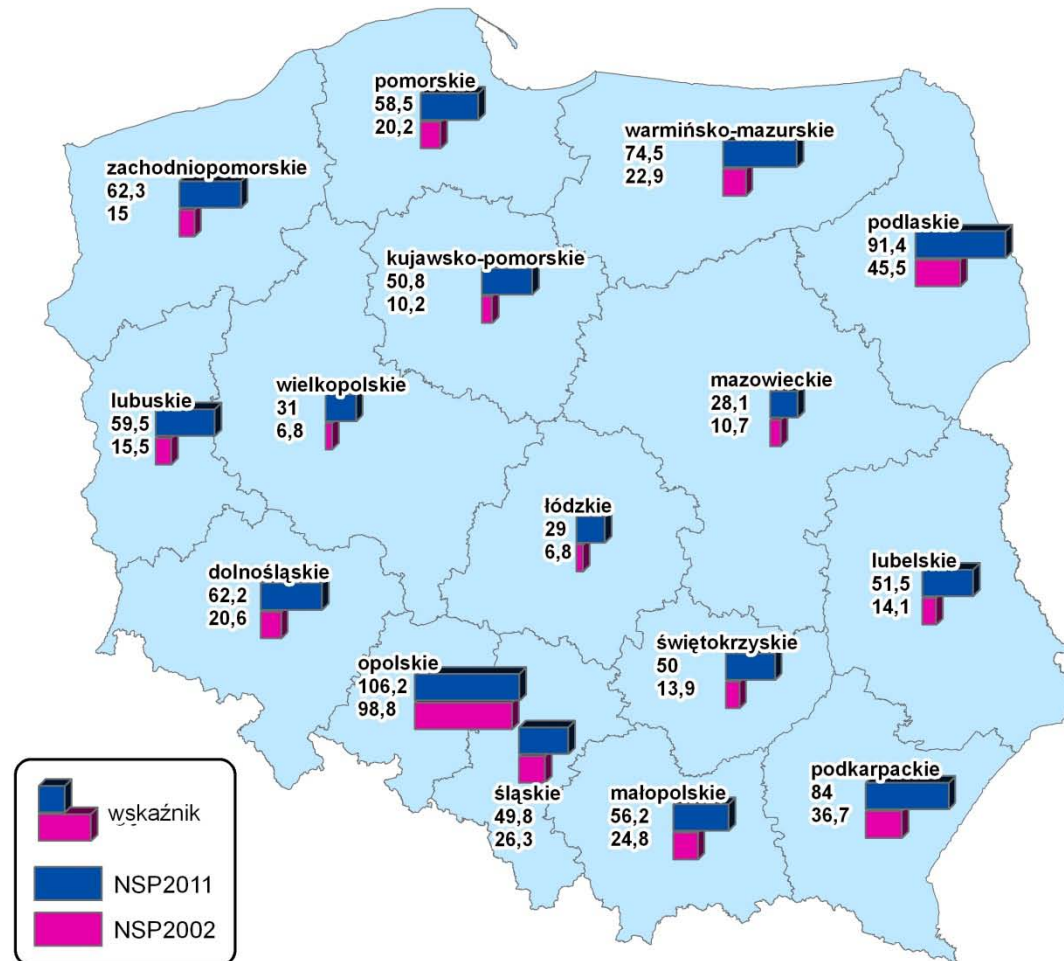 pomorskie
58,5
20,2
warmińsko-mazurskie
74,5
22,9
zachodniopomorskie
62,3
15
podlaskie
91,4
45,5
kujawsko-pomorskie
50,8
10,2
lubuskie
59,5
15,5
wielkopolskie
31
6,8
mazowieckie
28,1
10,7
łódzkie
29
6,8
lubelskie
51,5
14,1
dolnośląskie
62,2
20,6
świętokrzyskie
50
13,9
opolskie
106,2
98,8
śląskie
49,8
26,3
małopolskie
56,2
24,8
podkarpackie
84
36,7
wskaźnik
NSP2011
NSP2002